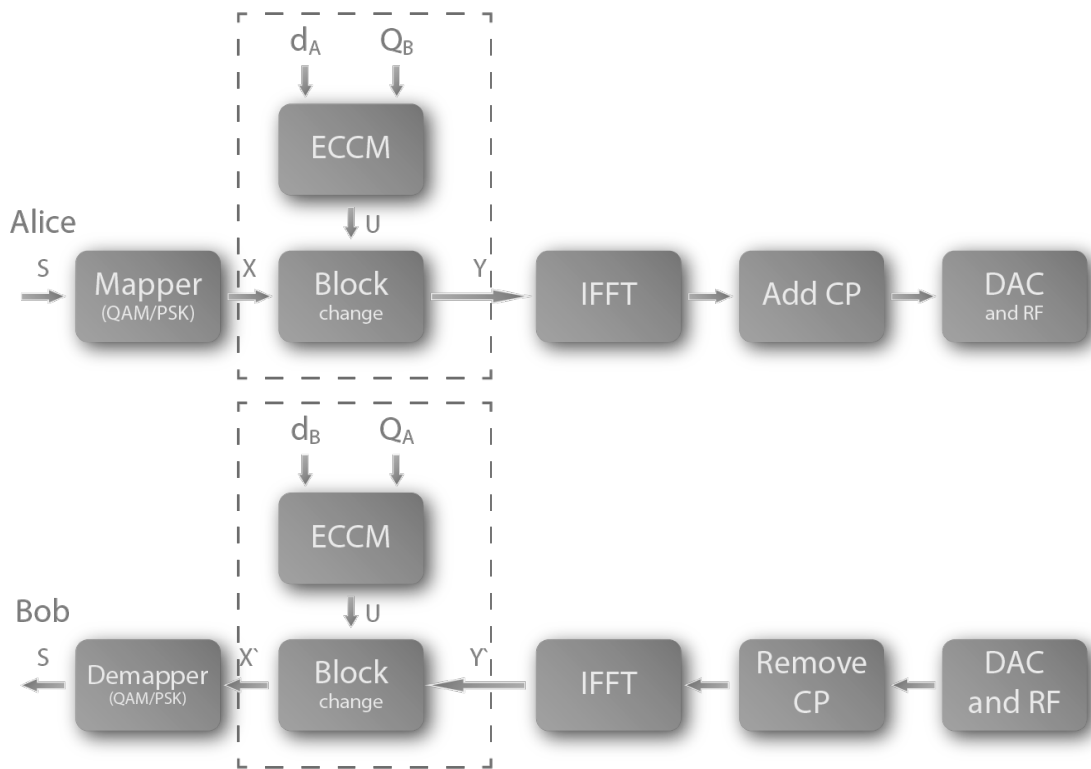 d_A Q_B
ECCM
U
Alice
S X Y
Mapper
(QAM/PSK)
Block
change
IFFT
Add CP
DAC
and RF
d_B Q_A
ECCM
U
Bob
S X` Y`
Demapper
(QAM/PSK)
Block
change
IFFT
Remove
CP
DAC
and RF